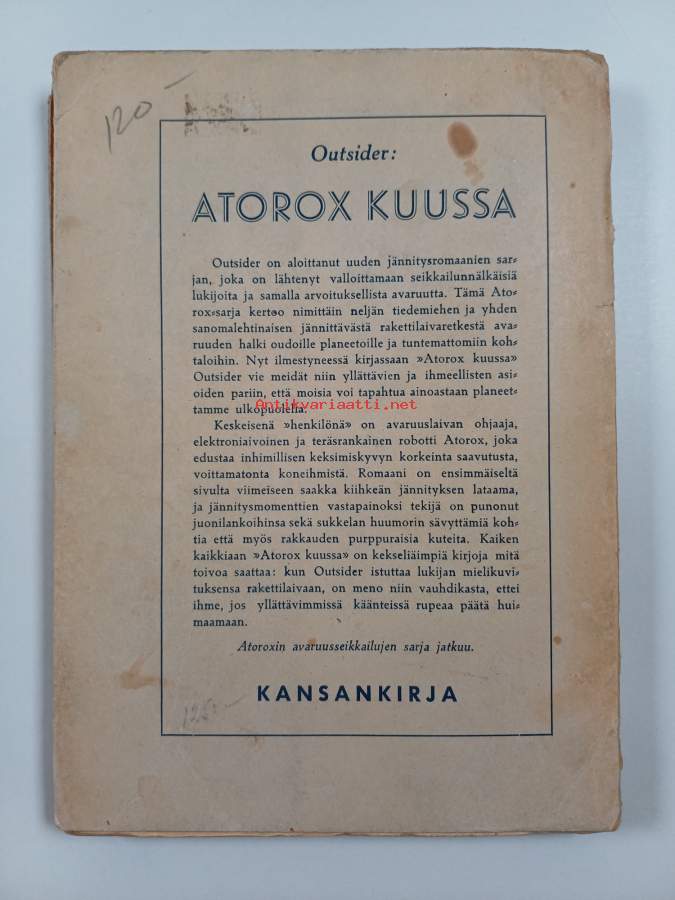 120 —
Outsider:
ATOROX KUUSSA
Outsider on aloittanut uuden jännitysromaanien sar-
jan, joka on lähtenyt valloittamaan seikkailunnälkäisiä
lukijoita ja samalla arvoituksellista avaruutta. Tämä Ato-
rox-sarja kertoo nimittäin neljän tiedemiehen ja yhden
sanomalehtinaisen jännittävästä rakettilaivaretkestä ava-
ruuden halki oudoille planeetoille ja tuntemattomiin koh-
taloihin. Nyt ilmestyneessä kirjassaan »Atorox kuussa»
Outsider vie meidät niin yllättävien ja ihmeellisten asi-
oiden pariin, että moisia voi tapahtua ainoastaan planeet-
tamme ulkopuolella.
Antikvariaatti.net
Keskeisenä »henkilönä» on avaruuslaivan ohjaaja,
elektroniaivoinen ja teräsrankainen robotti Atorox, joka
edustaa inhimillisen keksimiskyvyn korkeinta saavutusta,
voittamatonta koneihmistä. Romaani on ensimmäiseltä
sivulta viimeiseen saakka kiihkeän jännityksen lataama,
ja jännitysmomenttien vastapainoksi tekijä on punonut
juonilankoihinsa sekä sukkelan huumorin sävyttämiä koh-
tia että myös rakkauden purppuraisia kuteita. Kaiken
kaikkiaan »Atorox kuussa» on kekseliäimpiä kirjoja mitä
toivoa saattaa: kun Outsider istuttaa lukijan mielikuvi-
tuksensa rakettilaivaan, on meno niin vauhdikasta, ettei
ihme, jos yllättävimmissä käänteissä rupeaa päätä hui-
maamaan.
Atoroxin avaruusseikkailujen sarja jatkuu.
KANSANKIRJA